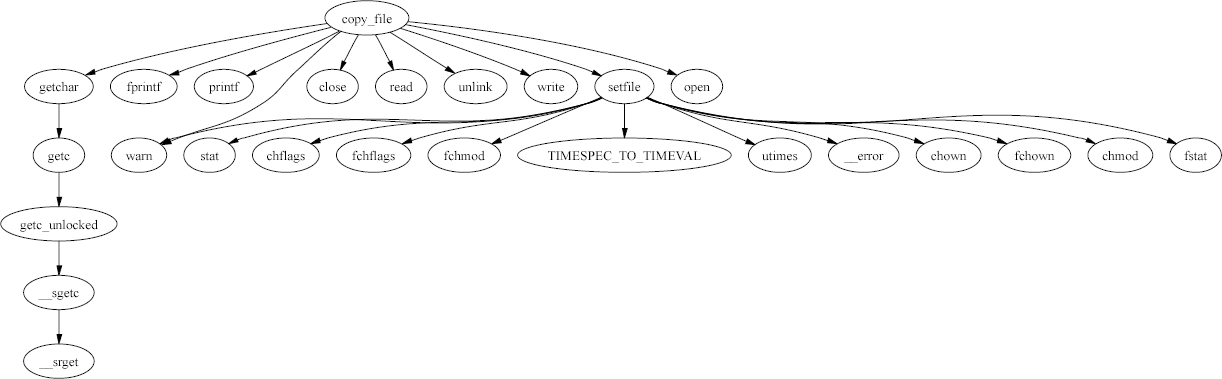 copy_file
getchar fprintf printf close read unlink write setfile open
getc warn stat chflags fchflags fchmod TIMESPEC_TO_TIMEVAL utimes __error chown fchown chmod fstat
getc_unlocked
__sgetc
__srget